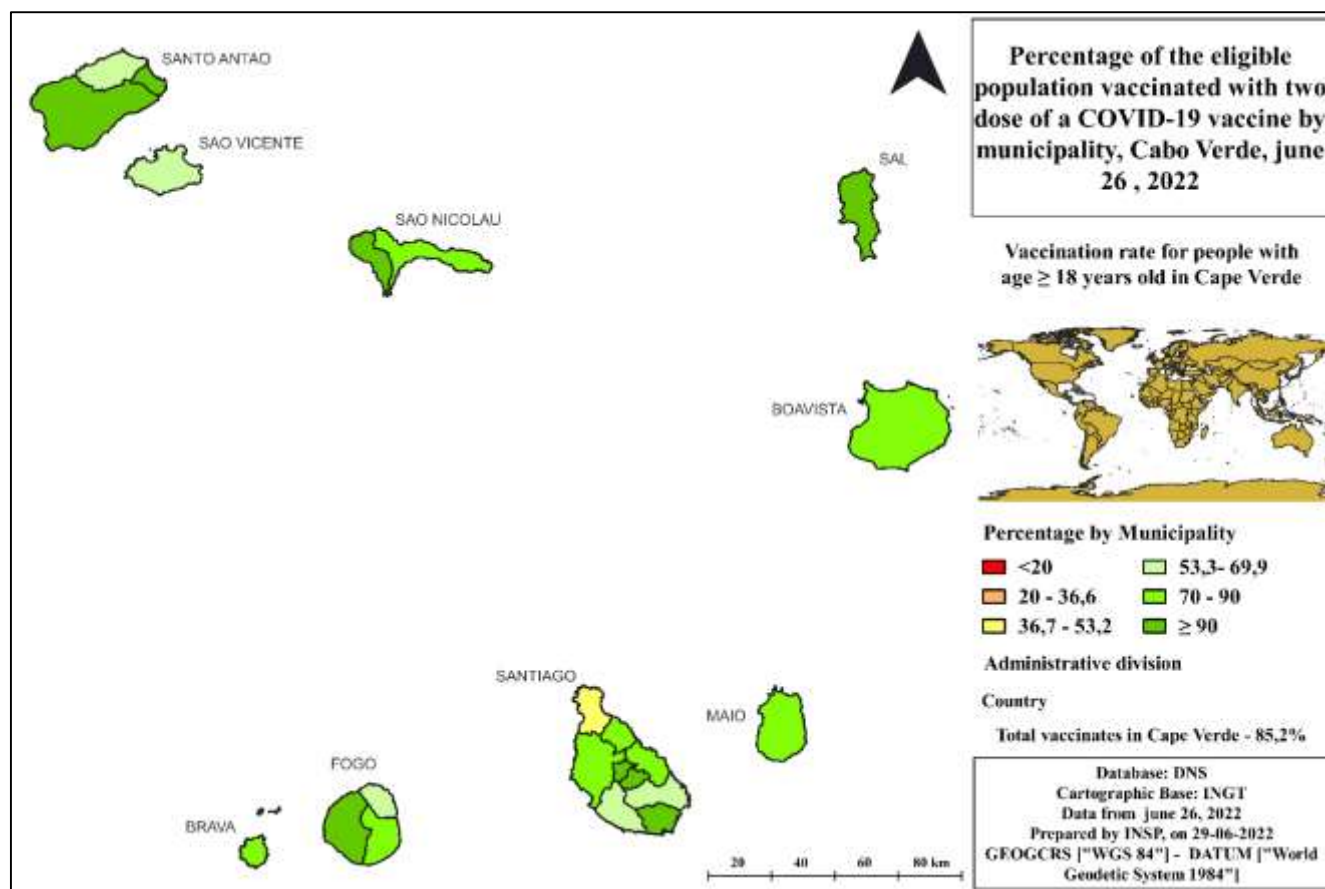 SANTO ANTAO
SAO VICENTE
SAO NICOLAU
SAL
BOAVISTA
SANTIAGO
MAIO
FOGO
BRAVA
20 40 60 80 km
Percentage of the eligible
population vaccinated with two
dose of a COVID-19 vaccine by
municipality, Cabo Verde, june
26 , 2022
Vaccination rate for people with
age ≥ 18 years old in Cape Verde
Percentage by Municipality
<20
20 - 36,6
36,7 - 53,2
53,3- 69,9
70 - 90
≥ 90
Administrative division
Country
Total vaccinates in Cape Verde - 85,2%
Database: DNS
Cartographic Base: INGT
Data from june 26, 2022
Prepared by INSP, on 29-06-2022
GEOGCRS ["WGS 84"] - DATUM ["World
Geodetic System 1984"]